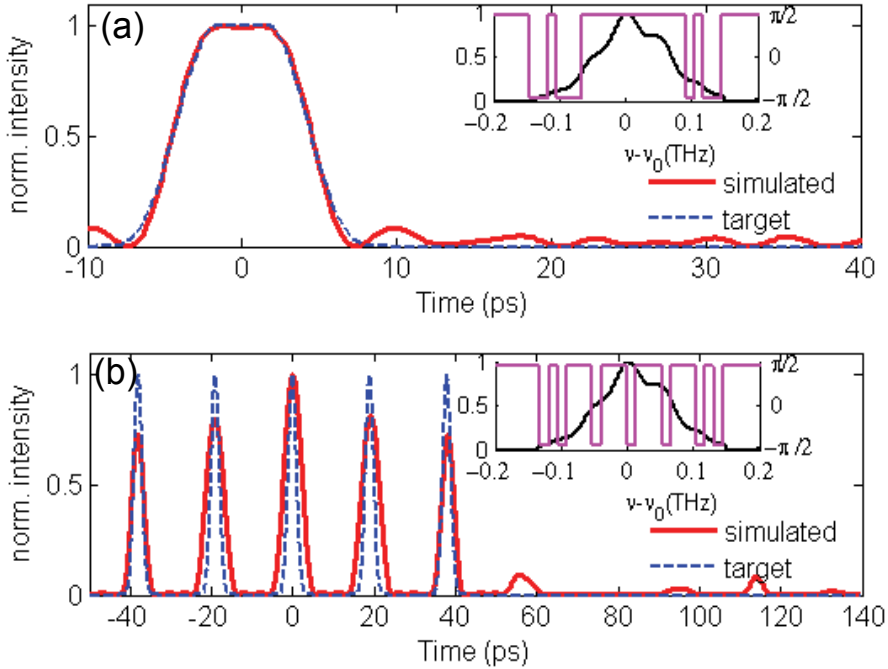 (a)
norm. intensity
1
0.5
0
-10 0 10 20 30 40
Time (ps)
1
0.5
0
π/2
0
−π /2
−0.2 −0.1 0 0.1 0.2
ν-ν0(THz)
simulated
target
(b)
norm. intensity
1
0.5
0
-40 -20 0 20 40 60 80 100 120 140
Time (ps)
1
0.5
0
π/2
0
−π /2
−0.2 −0.1 0 0.1 0.2
ν-ν0(THz)
simulated
target